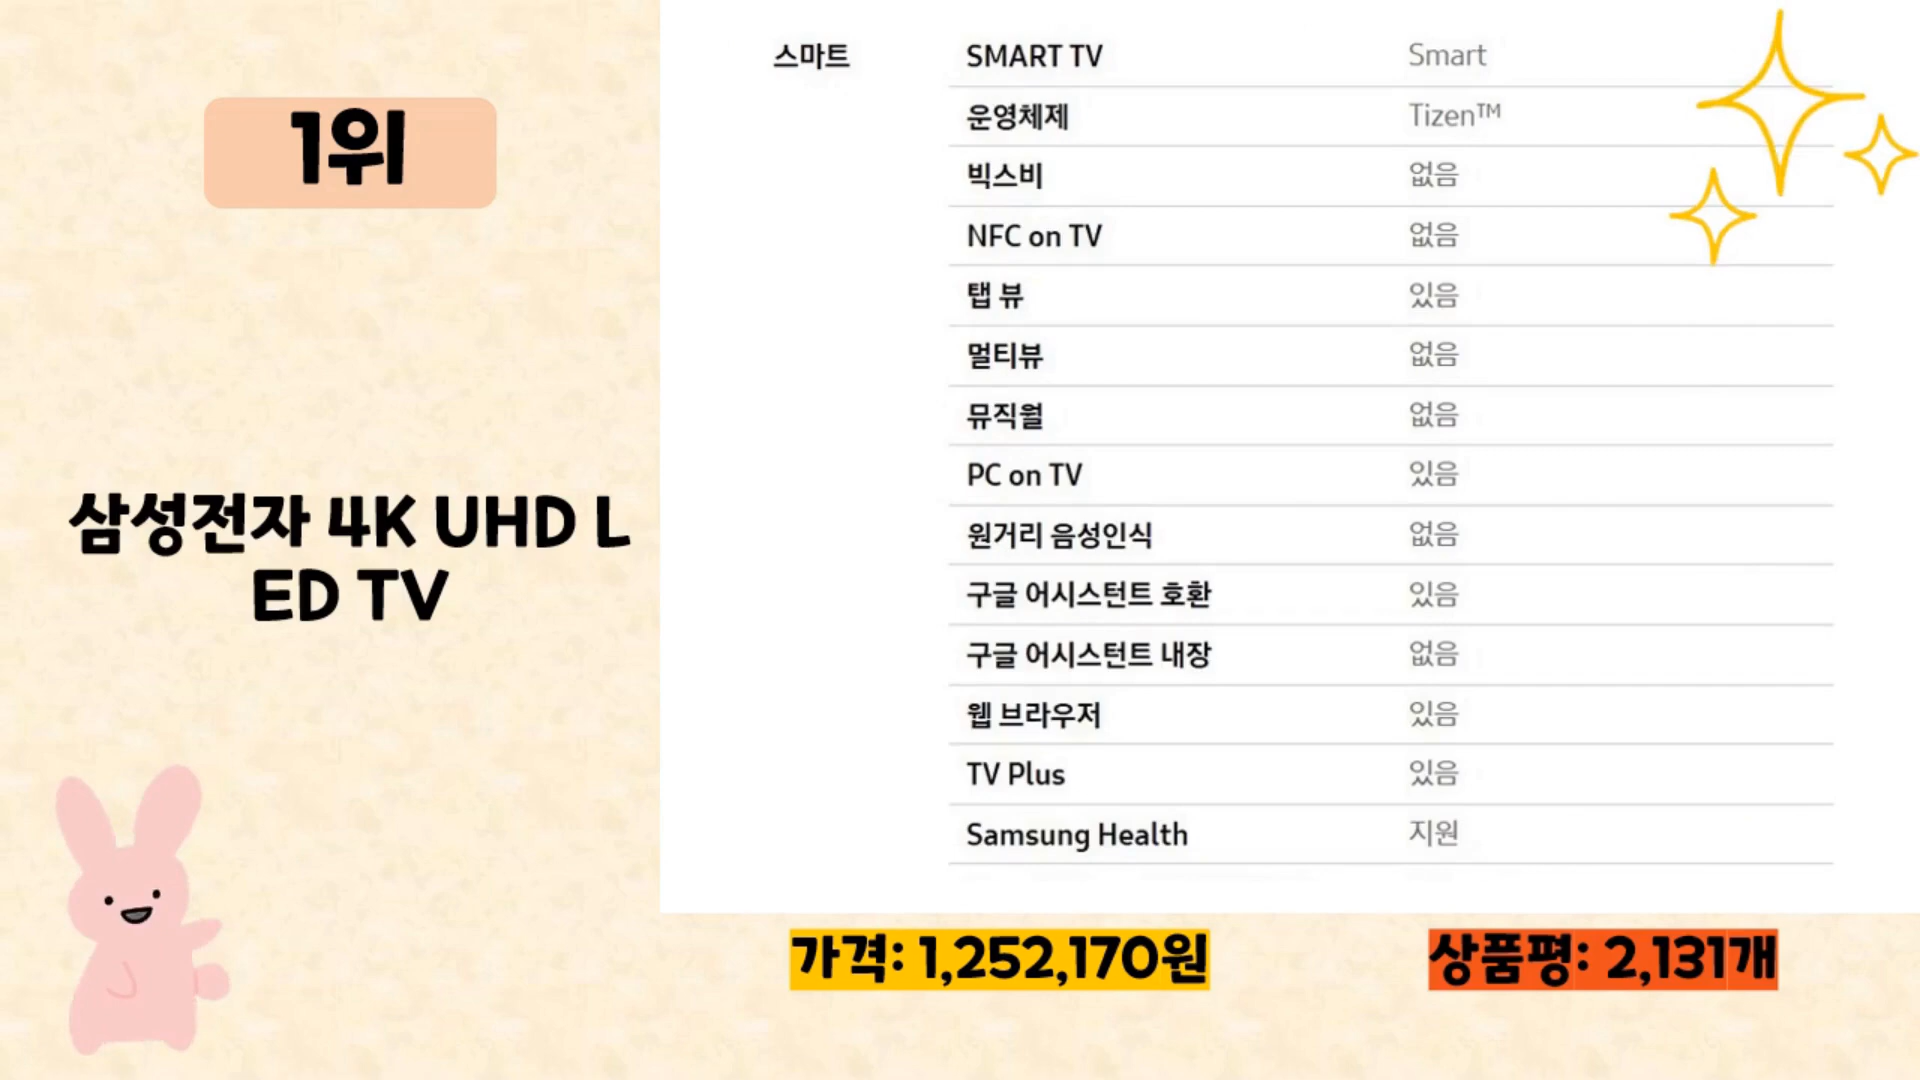 1위
삼성전자 4K UHD L
ED TV
스마트
SMART TV Smart
운영체제 Tizen™
빅스비 없음
NFC on TV 없음
탭 뷰 있음
멀티뷰 없음
뮤직월 없음
PC on TV 있음
원거리 음성인식 없음
구글 어시스턴트 호환 있음
구글 어시스턴트 내장 없음
웹 브라우저 있음
TV Plus 있음
Samsung Health 지원
가격: 1,252,170원
상품평: 2,131개